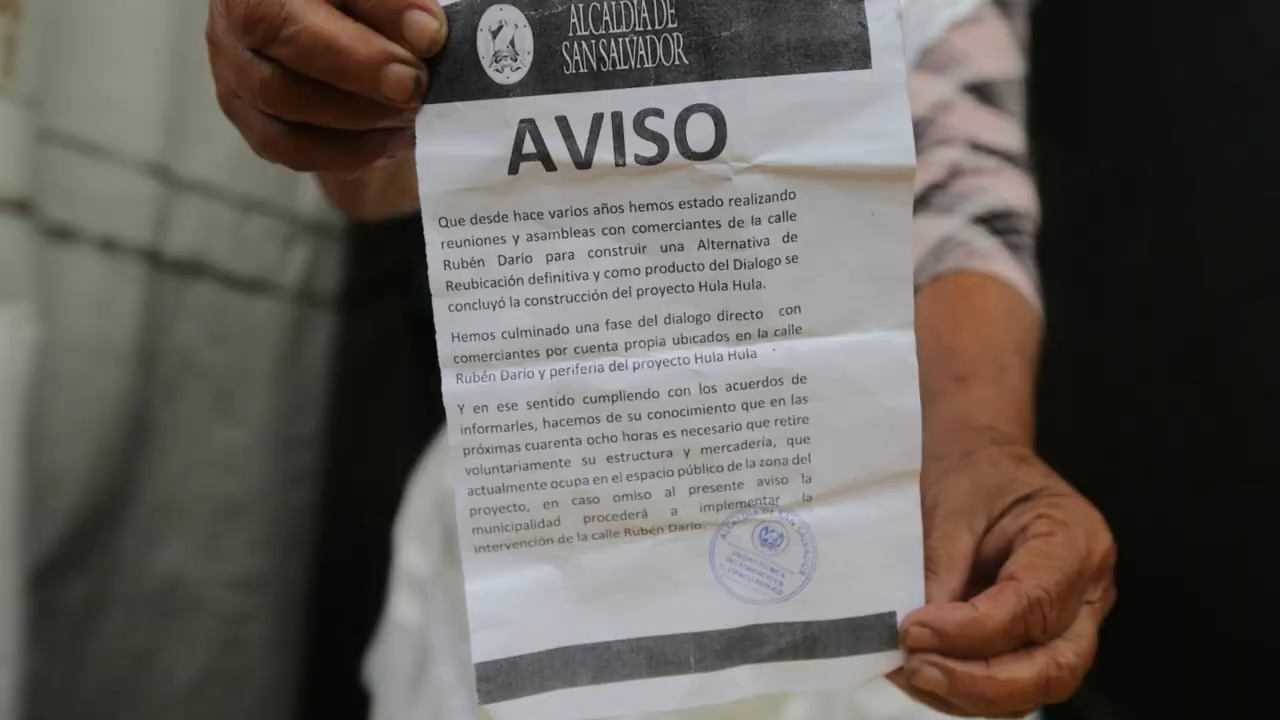 ALCALDÍA DE
SAN SALVADOR
AVISO
Que desde hace varios años hemos estado realizando
reuniones y asambleas con comerciantes de la calle
Rubén Darío para construir una Alternativa de
Reubicación definitiva y como producto del Dialogo se
concluyó la construcción del proyecto Hula Hula.
Hemos culminado una fase del dialogo directo con
comerciantes por cuenta propia ubicados en la calle
Rubén Darío y periferia del proyecto Hula Hula
Y en ese sentido cumpliendo con los acuerdos de
informarles, hacemos de su conocimiento que en las
próximas cuarenta ocho horas es necesario que retire
voluntariamente su estructura y mercadería, que
actualmente ocupa en el espacio público de la zona del
proyecto, en caso omiso al presente aviso la
municipalidad procederá a implementar la
intervención de la calle Rubén Darío.
ALCALDIA DE SAN SALVADOR